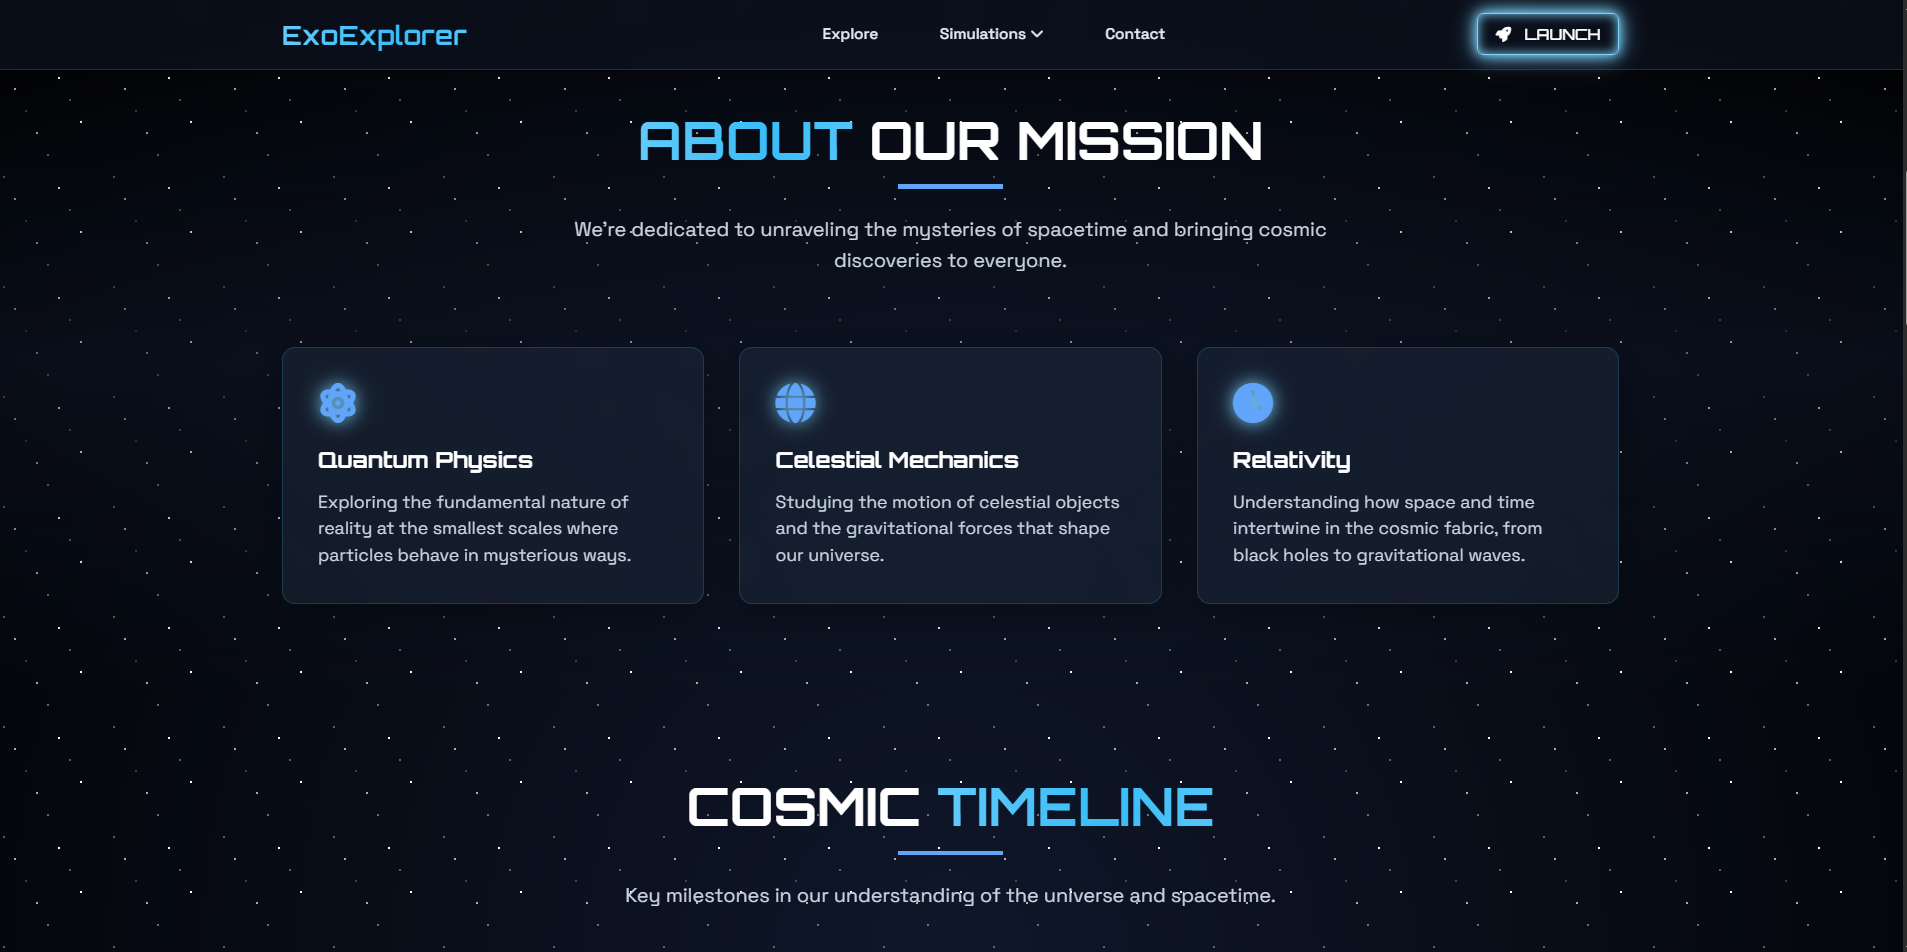 ExoExplorer
Explore
Simulations
Contact
LAUNCH
ABOUT OUR MISSION
We're dedicated to unraveling the mysteries of spacetime and bringing cosmic
discoveries to everyone.
Quantum Physics
Exploring the fundamental nature of
reality at the smallest scales where
particles behave in mysterious ways.
Celestial Mechanics
Studying the motion of celestial objects
and the gravitational forces that shape
our universe.
Relativity
Understanding how space and time
intertwine in the cosmic fabric, from
black holes to gravitational waves.
COSMIC TIMELINE
Key milestones in our understanding of the universe and spacetime.